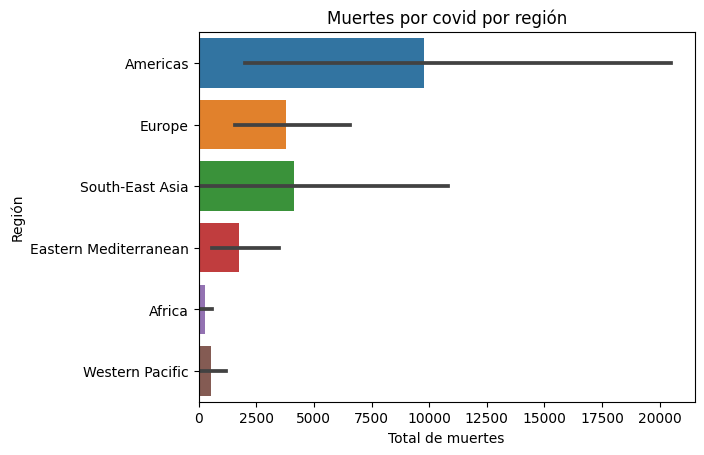 Muertes por covid por región
Americas
Europe
South-East Asia
Eastern Mediterranean
Africa
Western Pacific
Región
0 2500 5000 7500 10000 12500 15000 17500 20000
Total de muertes